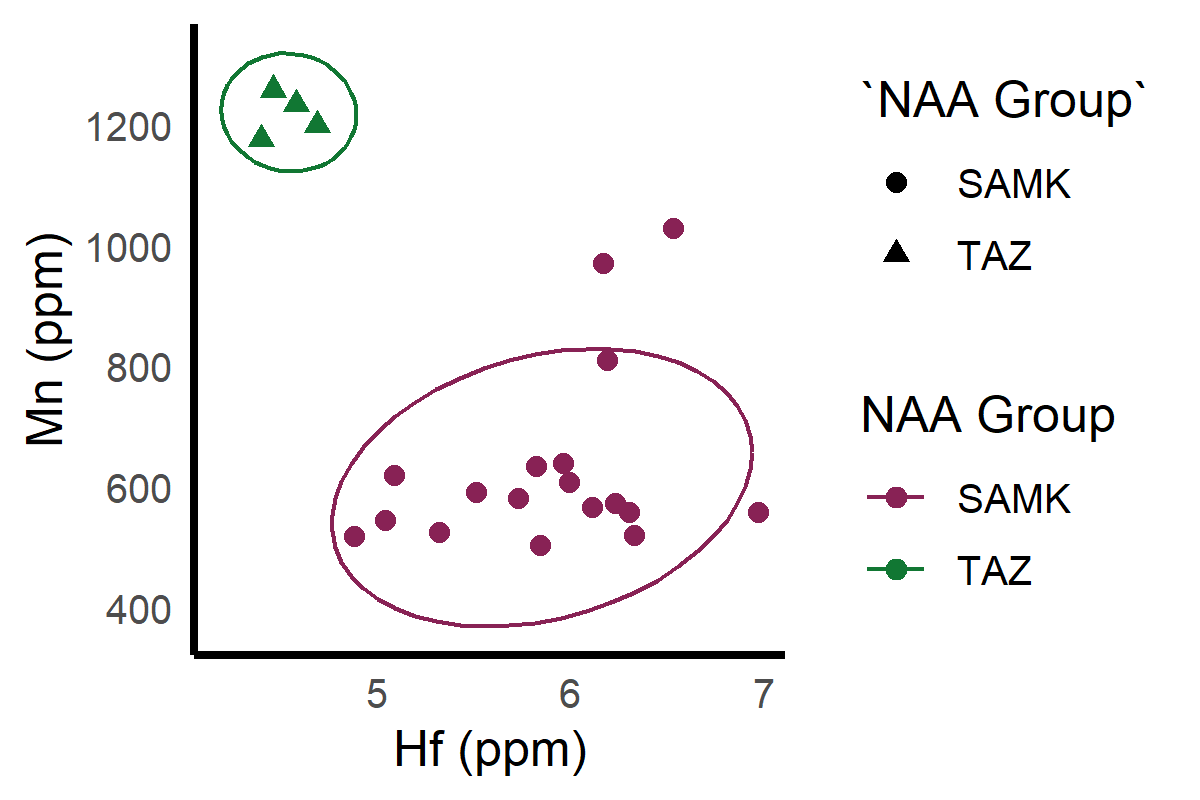 Mn (ppm)
1200
1000
800
600
400
5 6 7
Hf (ppm)
`NAA Group`
SAMK
TAZ
NAA Group
SAMK
TAZ